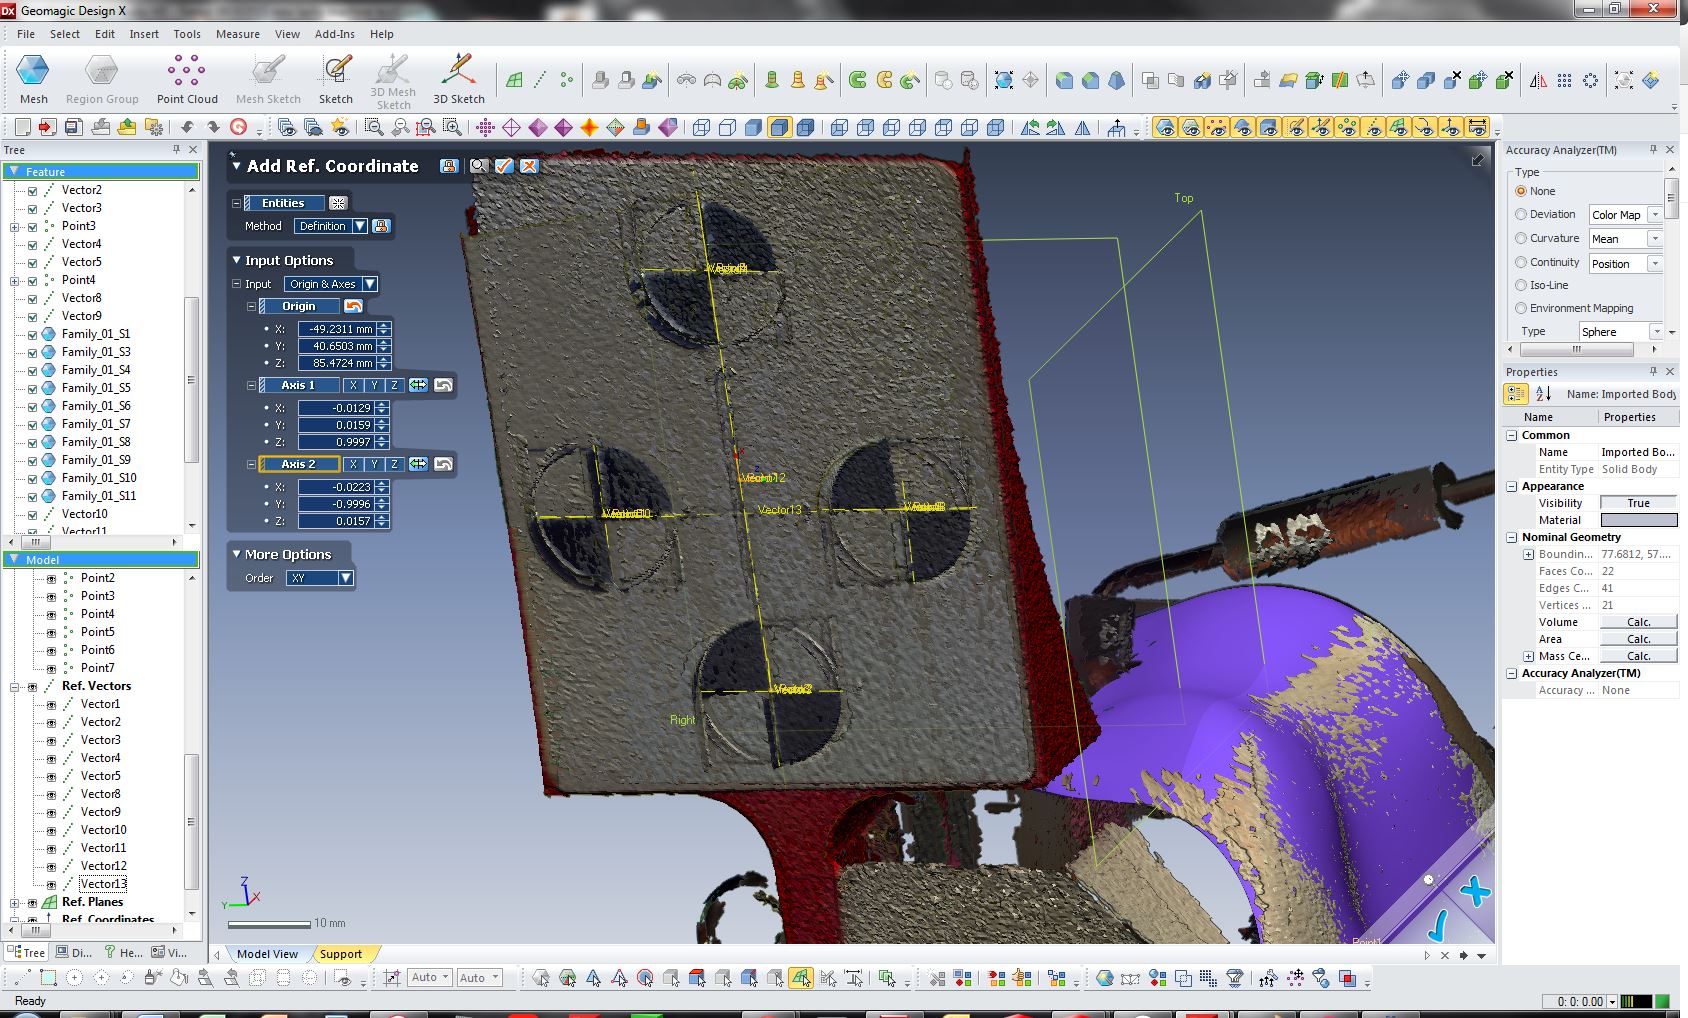 DX Geomagic Design X
File Select Edit Insert Tools Measure View Add-Ins Help
Mesh Region Group Point Cloud Mesh Sketch Sketch 3D Mesh Sketch 3D Sketch
Tree
Feature
Vector2
Vector3
Point3
Vector4
Vector5
Point4
Vector8
Vector9
Family_01_S1
Family_01_S3
Family_01_S4
Family_01_S5
Family_01_S6
Family_01_S7
Family_01_S8
Family_01_S9
Family_01_S10
Family_01_S11
Vector10
Vector11
Model
Point2
Point3
Point4
Point5
Point6
Point7
Ref. Vectors
Vector1
Vector2
Vector3
Vector4
Vector5
Vector8
Vector9
Vector10
Vector11
Vector12
Vector13
Ref. Planes
Ref. Coordinates
Tree Di... He... Vi...
Add Ref. Coordinate
Entities
Method Definition
Input Options
Input Origin & Axes
Origin
X: -49.2311 mm
Y: 40.6503 mm
Z: 85.4724 mm
Axis 1 X Y Z
X: -0.0129
Y: 0.0159
Z: 0.9997
Axis 2 X Y Z
X: -0.0223
Y: -0.9996
Z: 0.0157
More Options
Order XY
Top
Vector12
Vector13
Right
Z
Y X
10 mm
Model View Support
Accuracy Analyzer(TM)
Type
None
Deviation Color Map
Curvature Mean
Continuity Position
Iso-Line
Environment Mapping
Type Sphere
Properties
Name: Imported Body
Name Properties
Common
Name Imported Bo...
Entity Type Solid Body
Appearance
Visibility True
Material
Nominal Geometry
Boundin... 77.6812, 57....
Faces Co... 22
Edges C... 41
Vertices ... 21
Volume Calc.
Area Calc.
Mass Ce... Calc.
Accuracy Analyzer(TM)
Accuracy ... None
Auto Auto
Ready
0: 0: 0.00